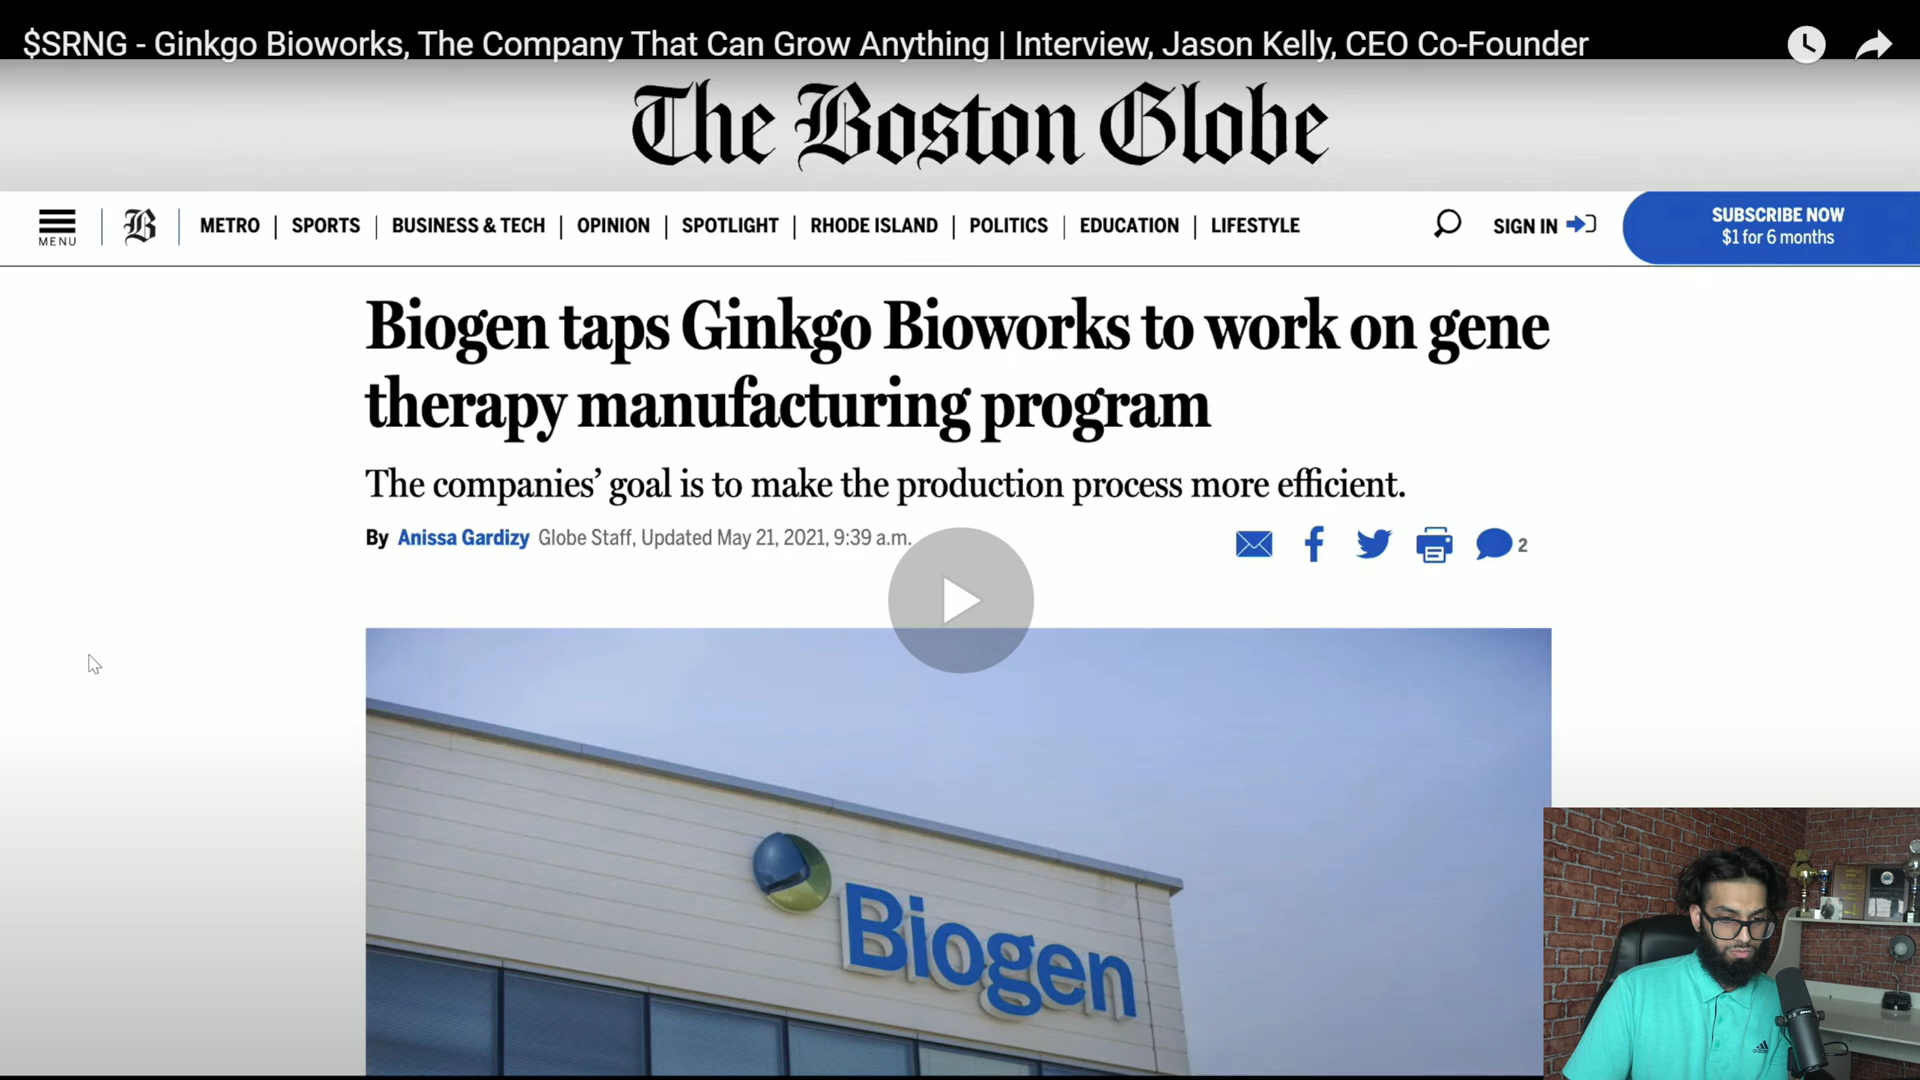 $SRNG - Ginkgo Bioworks, The Company That Can Grow Anything | Interview, Jason Kelly, CEO Co-Founder
The Boston Globe
MENU
B
METRO | SPORTS | BUSINESS & TECH | OPINION | SPOTLIGHT | RHODE ISLAND | POLITICS | EDUCATION | LIFESTYLE
SIGN IN
SUBSCRIBE NOW
$1 for 6 months
Biogen taps Ginkgo Bioworks to work on gene
therapy manufacturing program
The companies’ goal is to make the production process more efficient.
By Anissa Gardizy Globe Staff, Updated May 21, 2021, 9:39 a.m.
2
Biogen
adidas